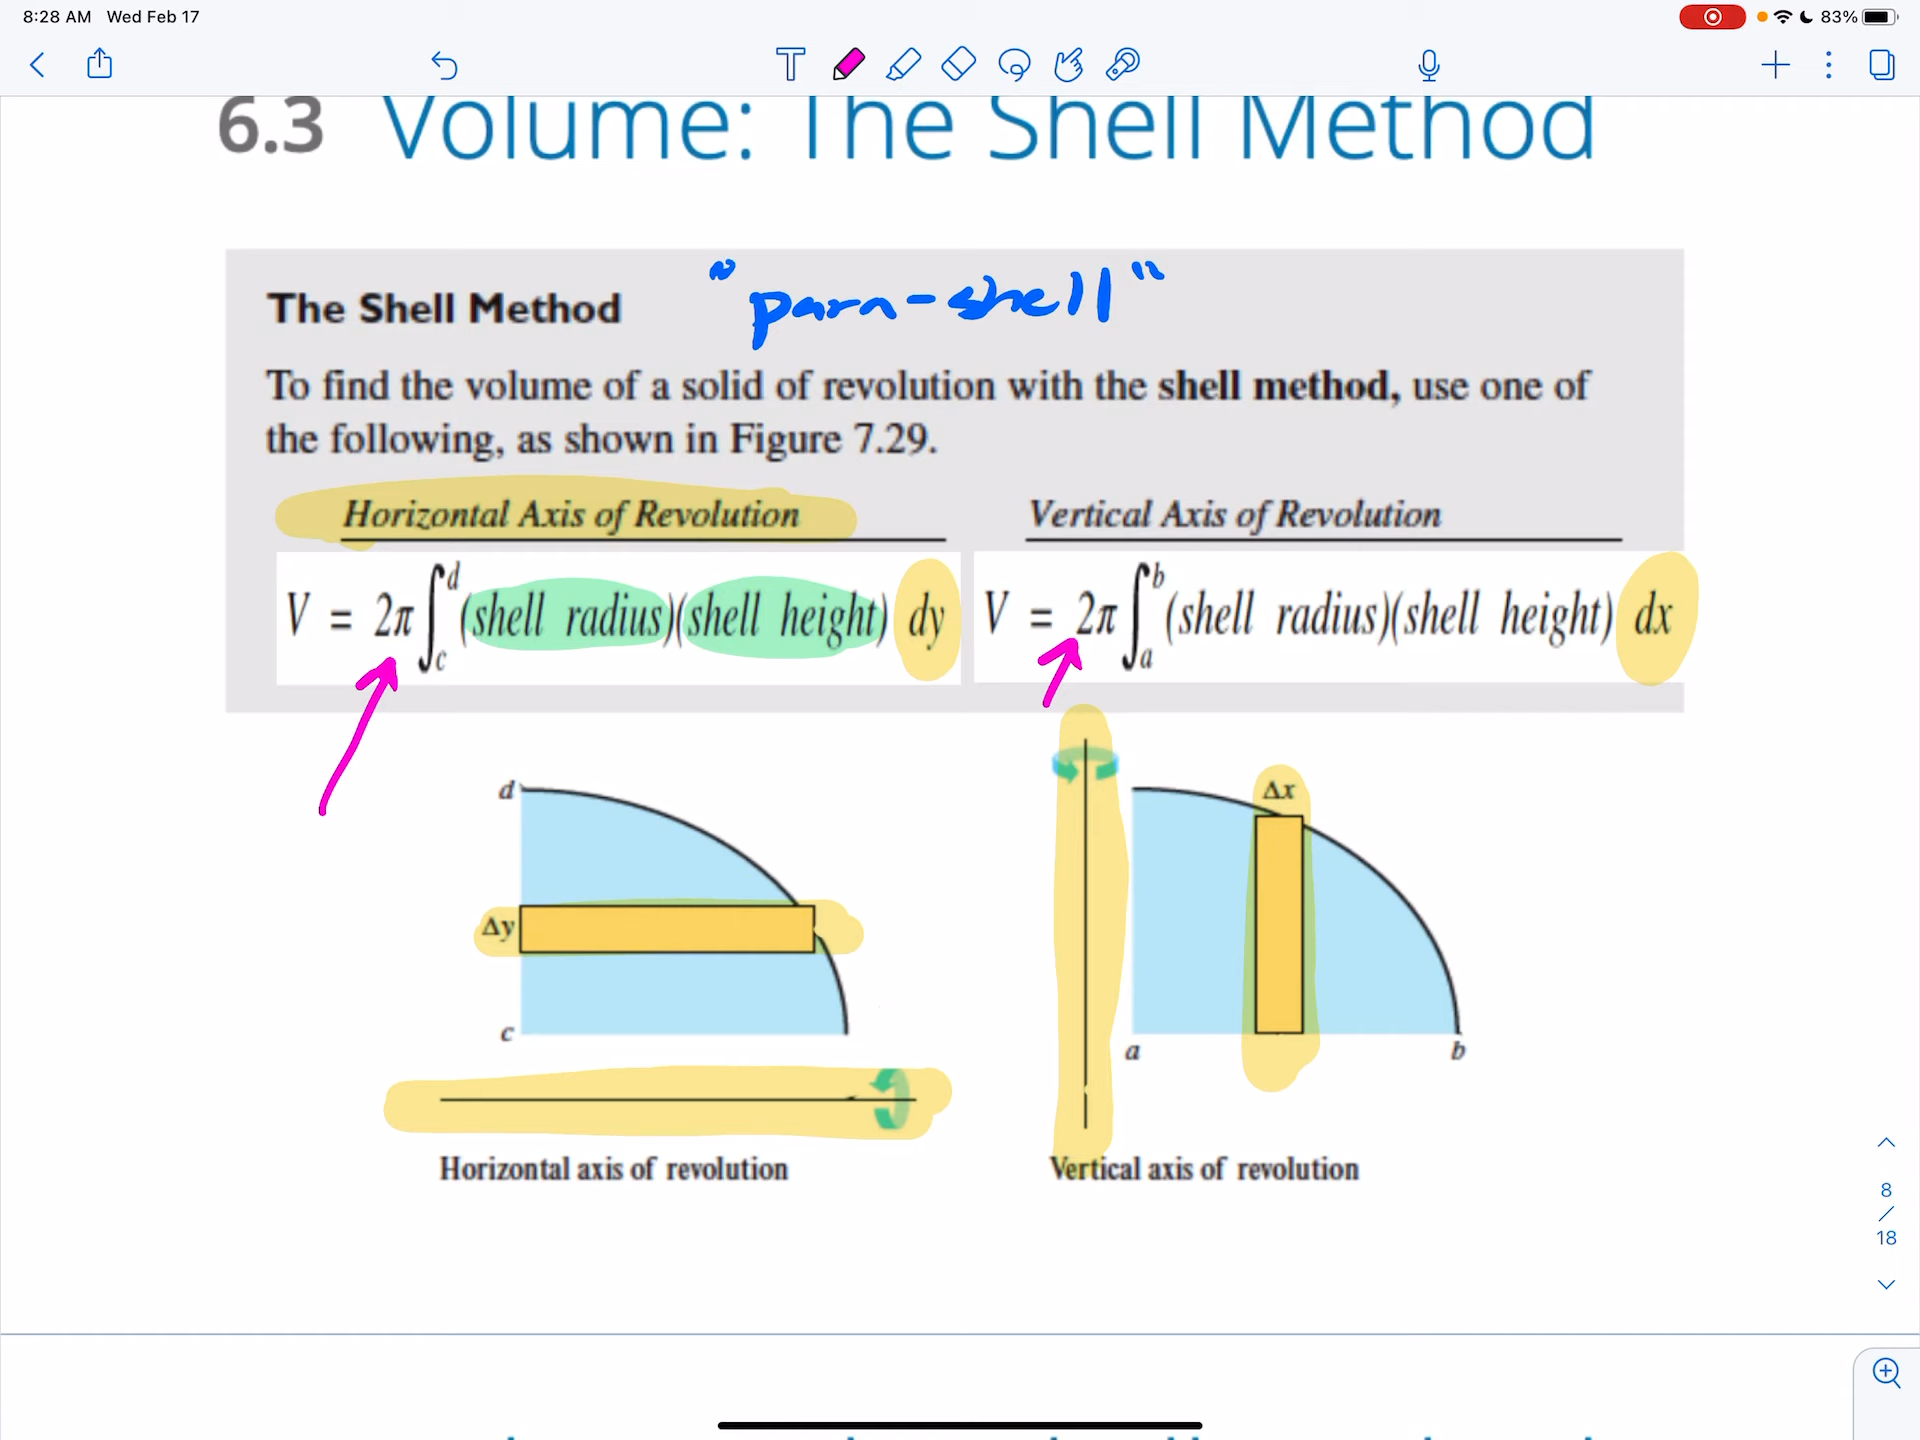 8:28 AM Wed Feb 17
83%
6.3 Volume: The Shell Method
The Shell Method "parn-shell"
To find the volume of a solid of revolution with the shell method, use one of
the following, as shown in Figure 7.29.
Horizontal Axis of Revolution
V = 2π ∫_c^d (shell radius)(shell height) dy
Vertical Axis of Revolution
V = 2π ∫_a^b (shell radius)(shell height) dx
d
Δy
c
Horizontal axis of revolution
Δx
a b
Vertical axis of revolution
8
/
18